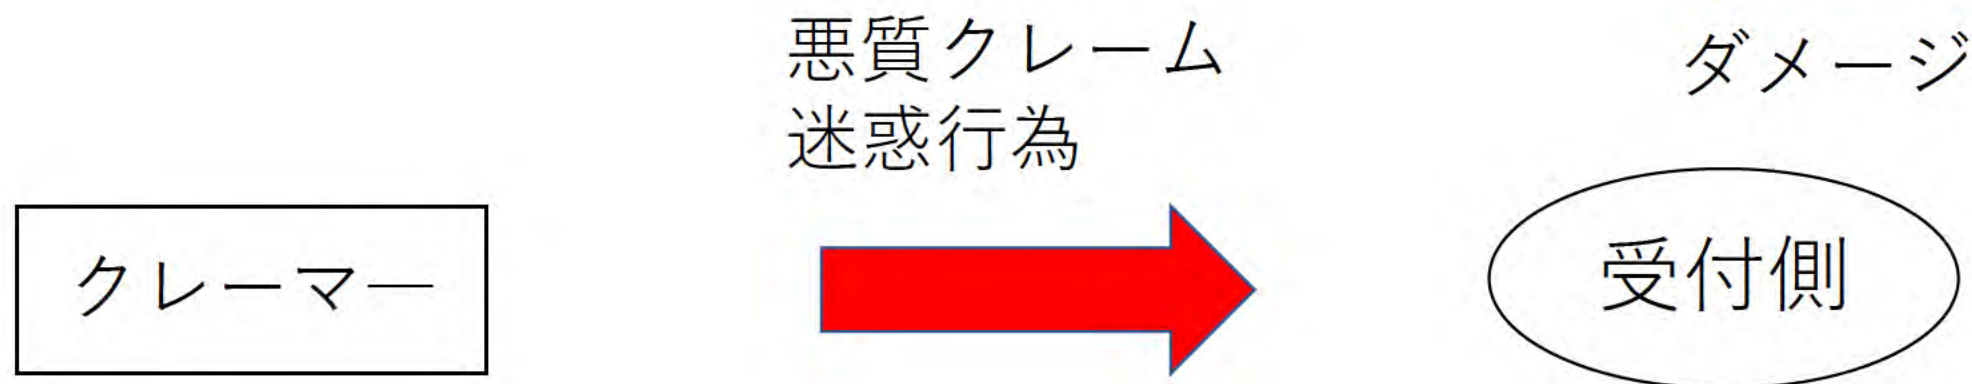 悪質クレーム
迷惑行為
ダメージ
クレーマー
受付側